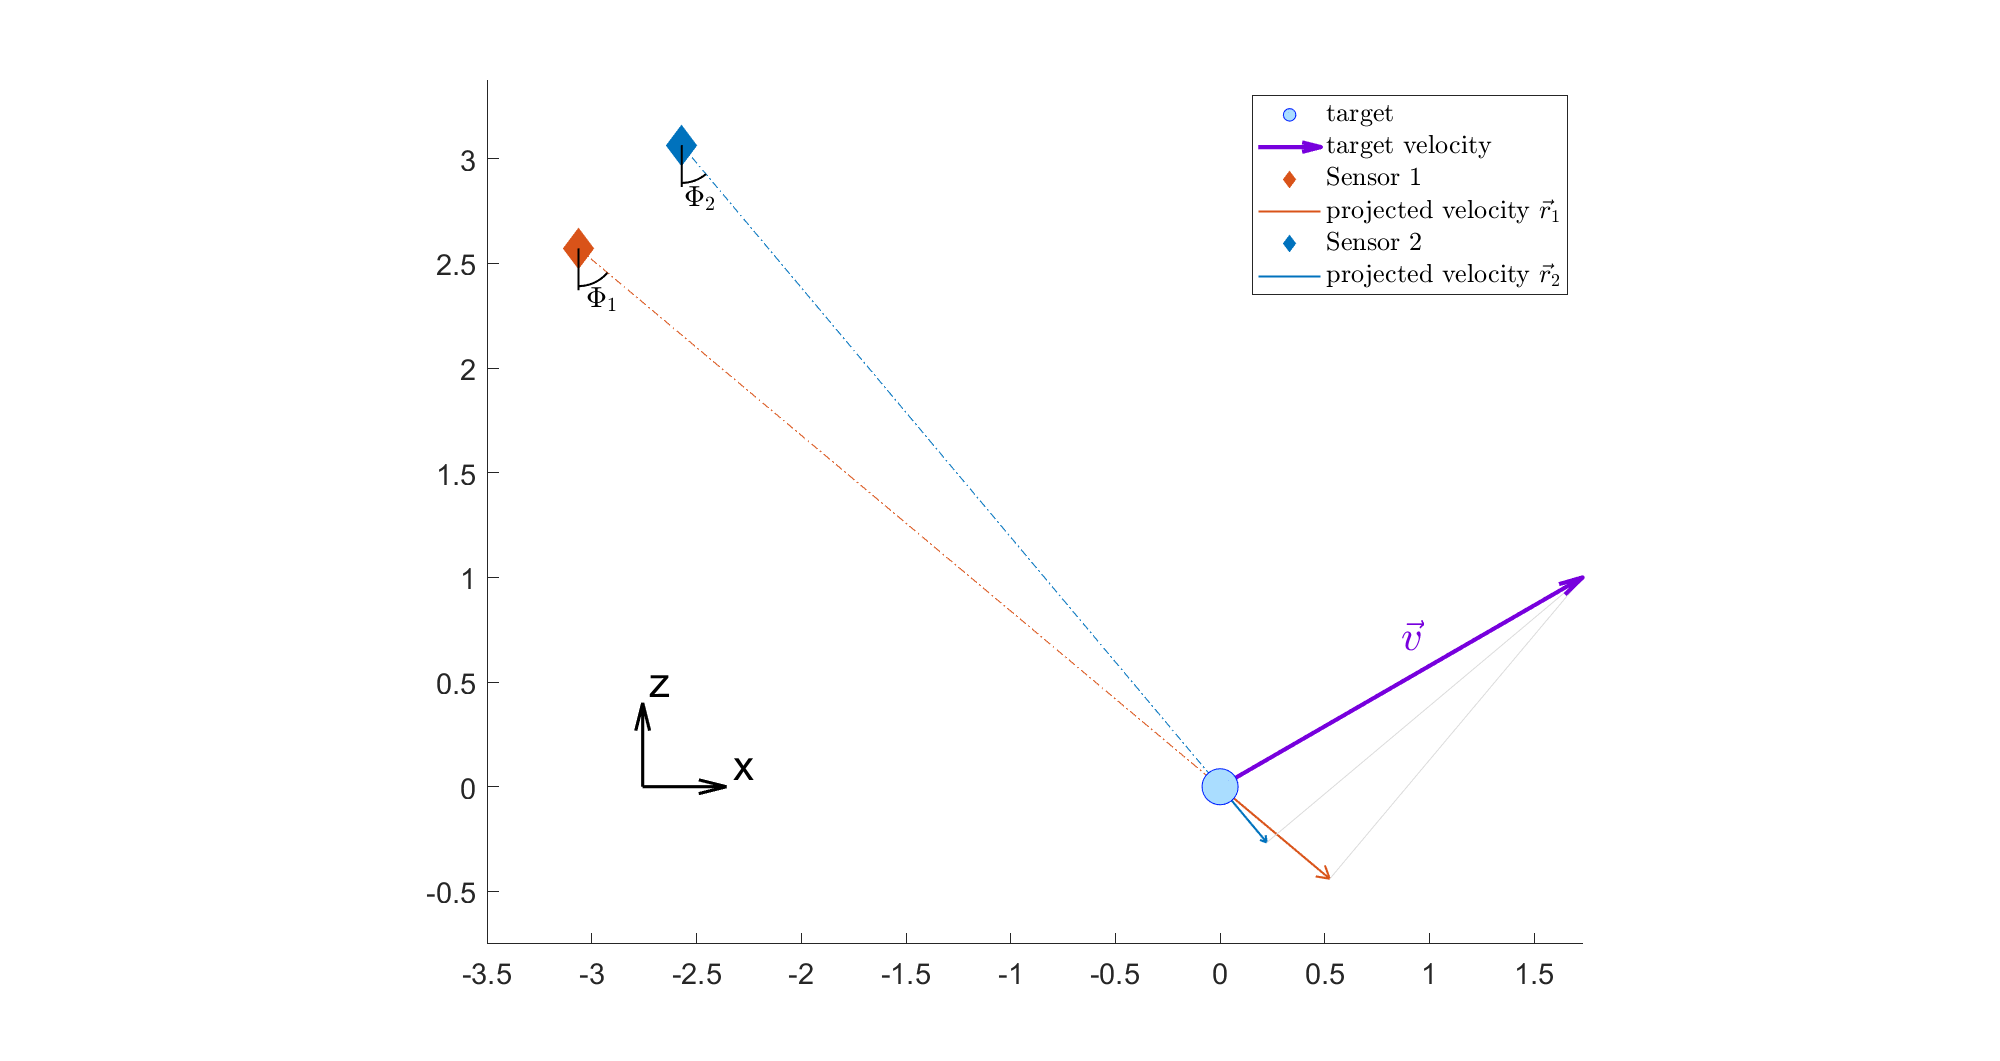 target
target velocity
Sensor 1
projected velocity r⃗₁
Sensor 2
projected velocity r⃗₂
3
2.5
2
1.5
1
0.5
0
-0.5
Φ₂
Φ₁
v⃗
z
x
-3.5 -3 -2.5 -2 -1.5 -1 -0.5 0 0.5 1 1.5